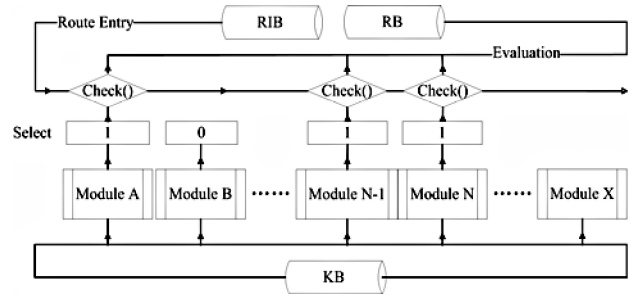 Route Entry RIB RB
Evaluation
Check() Check() Check()
Select 1 0 1 1
Module A Module B ...... Module N-1 Module N ...... Module X
KB